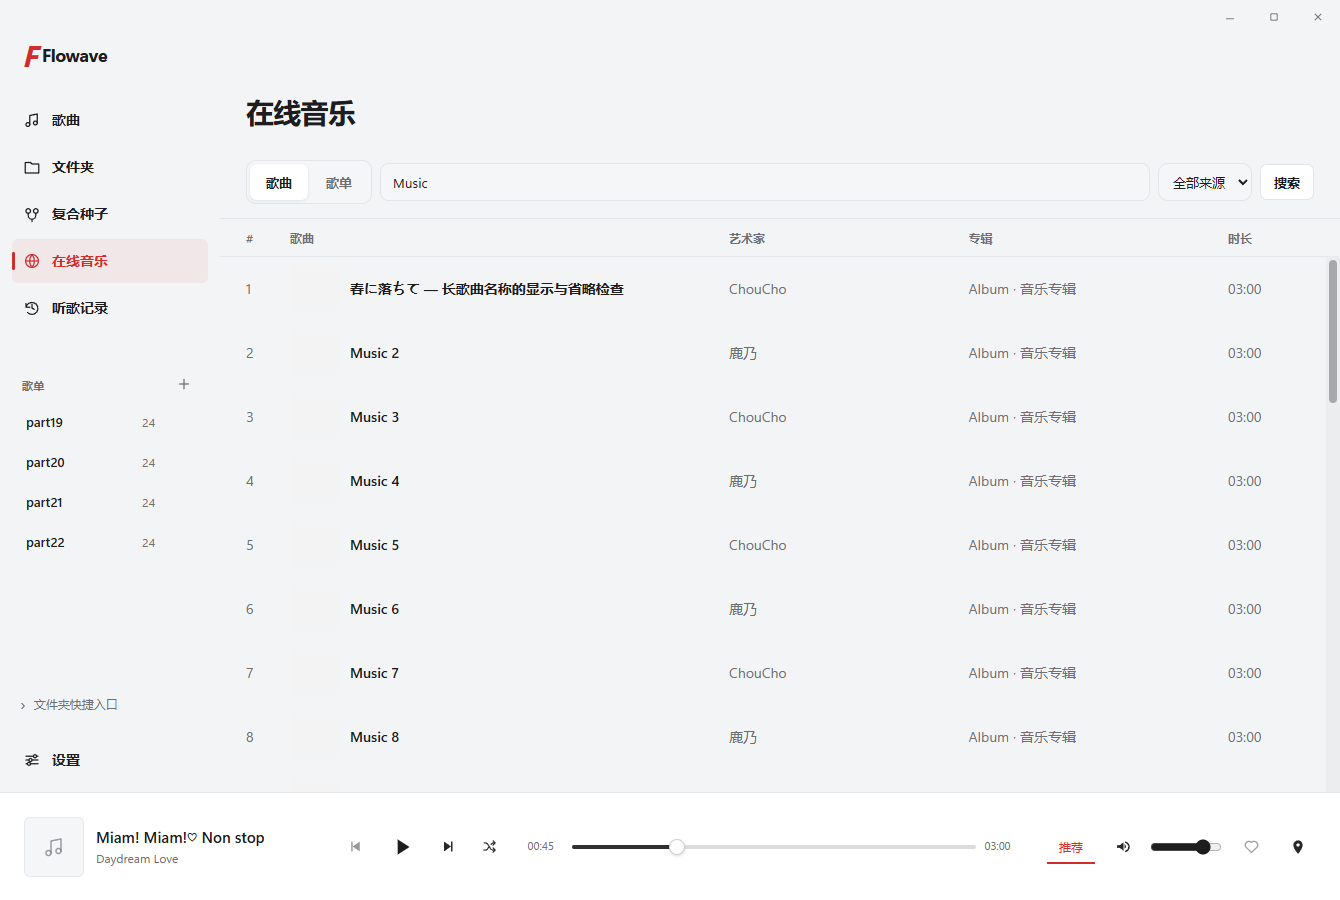 Flowave
歌曲
文件夹
复合种子
在线音乐
听歌记录
歌单
part19 24
part20 24
part21 24
part22 24
文件夹快捷入口
设置
在线音乐
歌曲 歌单 Music 全部来源 搜索
# 歌曲 艺术家 专辑 时长
1 春に落ちて — 长歌曲名称的显示与省略检查 ChouCho Album · 音乐专辑 03:00
2 Music 2 鹿乃 Album · 音乐专辑 03:00
3 Music 3 ChouCho Album · 音乐专辑 03:00
4 Music 4 鹿乃 Album · 音乐专辑 03:00
5 Music 5 ChouCho Album · 音乐专辑 03:00
6 Music 6 鹿乃 Album · 音乐专辑 03:00
7 Music 7 ChouCho Album · 音乐专辑 03:00
8 Music 8 鹿乃 Album · 音乐专辑 03:00
Miam! Miam!♡ Non stop
Daydream Love
00:45 03:00 推荐